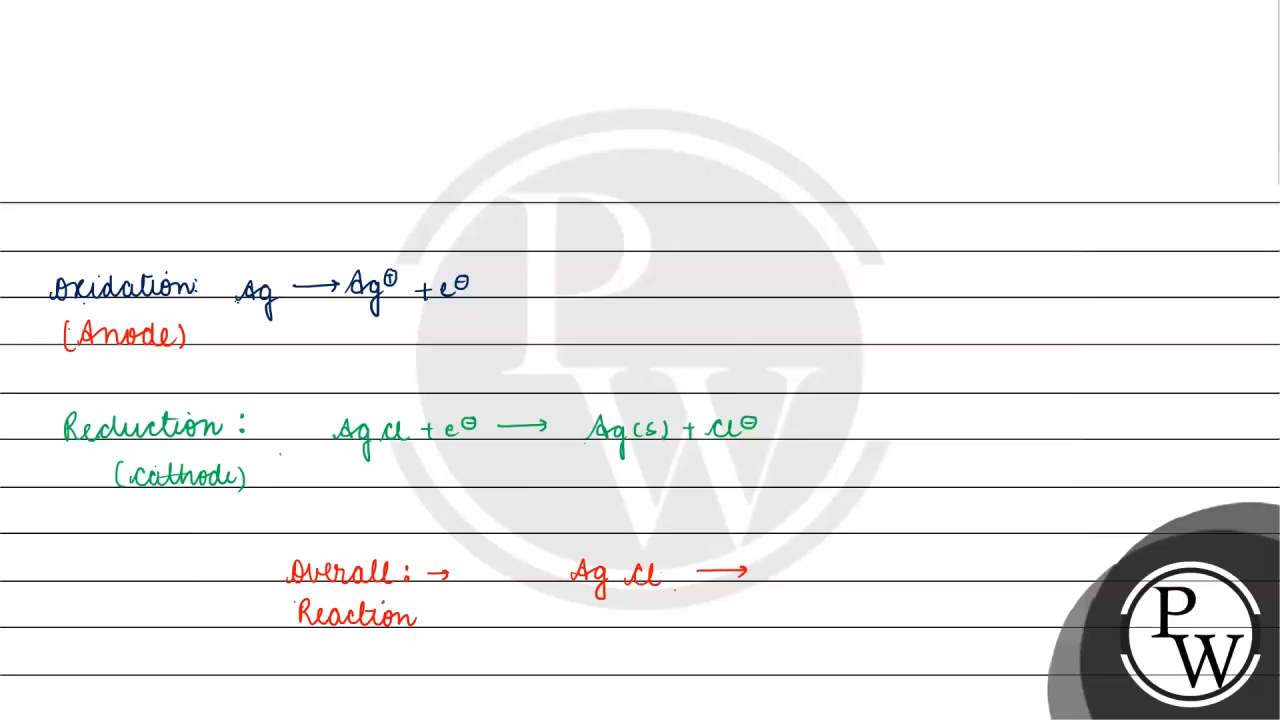 Oxidation: Ag ⟶ Ag⊕ + e⊖
(Anode)
Reduction: AgCl + e⊖ ⟶ Ag(s) + Cl⊖
(Cathode)
Overall: → AgCl ⟶
Reaction
P
W
P
W